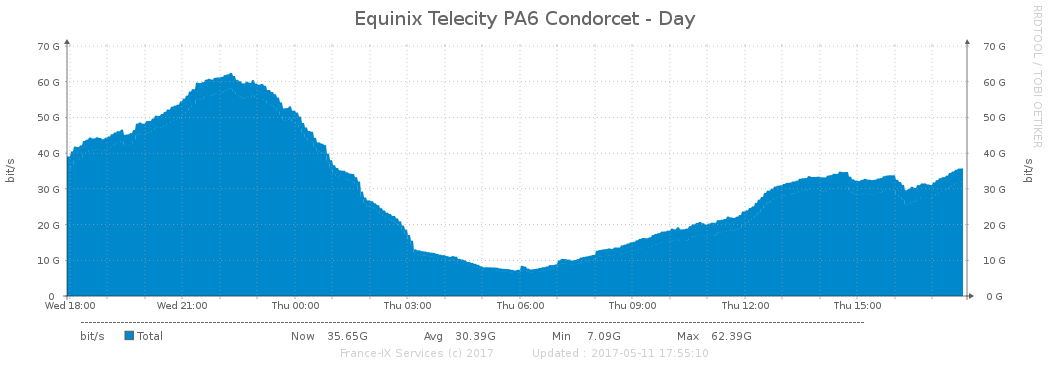 Equinix Telecity PA6 Condorcet - Day
RRDTOOL / TOBI OETIKER
bit/s
bit/s
70 G 70 G
60 G 60 G
50 G 50 G
40 G 40 G
30 G 30 G
20 G 20 G
10 G 10 G
0 0 G
Wed 18:00 Wed 21:00 Thu 00:00 Thu 03:00 Thu 06:00 Thu 09:00 Thu 12:00 Thu 15:00
bit/s Total Now 35.65G Avg 30.39G Min 7.09G Max 62.39G
France-IX Services (c) 2017 Updated : 2017-05-11 17:55:10